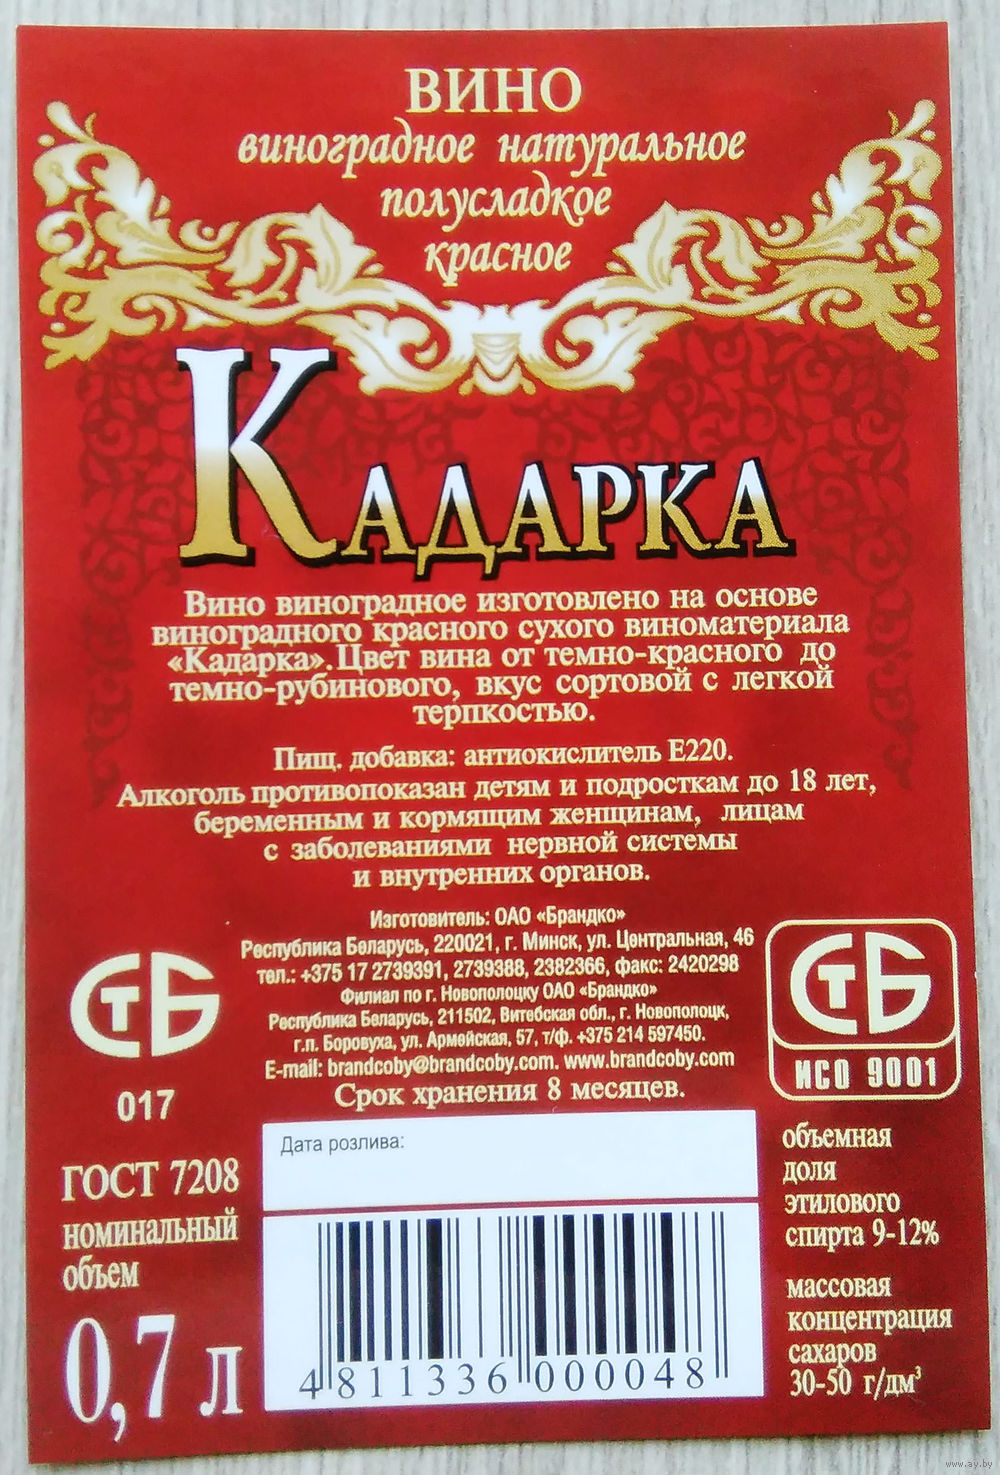 ВИНО
виноградное натуральное
полусладкое
красное
КАДАРКА
Вино виноградное изготовлено на основе
виноградного красного сухого виноматериала
«Кадарка». Цвет вина от темно-красного до
темно-рубинового, вкус сортовой с легкой
терпкостью.
Пищ. добавка: антиокислитель Е220.
Алкоголь противопоказан детям и подросткам до 18 лет,
беременным и кормящим женщинам, лицам
с заболеваниями нервной системы
и внутренних органов.
Изготовитель: ОАО «Брандко»
Республика Беларусь, 220021, г. Минск, ул. Центральная, 46
тел.: +375 17 2739391, 2739388, 2382366, факс: 2420298
Филиал по г. Новополоцку ОАО «Брандко»
Республика Беларусь, 211502, Витебская обл., г. Новополоцк,
г.п. Боровуха, ул. Армейская, 57, т/ф. +375 214 597450.
E-mail: brandcoby@brandcoby.com. www.brandcoby.com
Срок хранения 8 месяцев.
СТБ
017
СТБ
ИСО 9001
ГОСТ 7208
номинальный
объем
0,7 л
Дата розлива:
4 811336 000048
объемная
доля
этилового
спирта 9-12%
массовая
концентрация
сахаров
30-50 г/дм³
www.ay.by